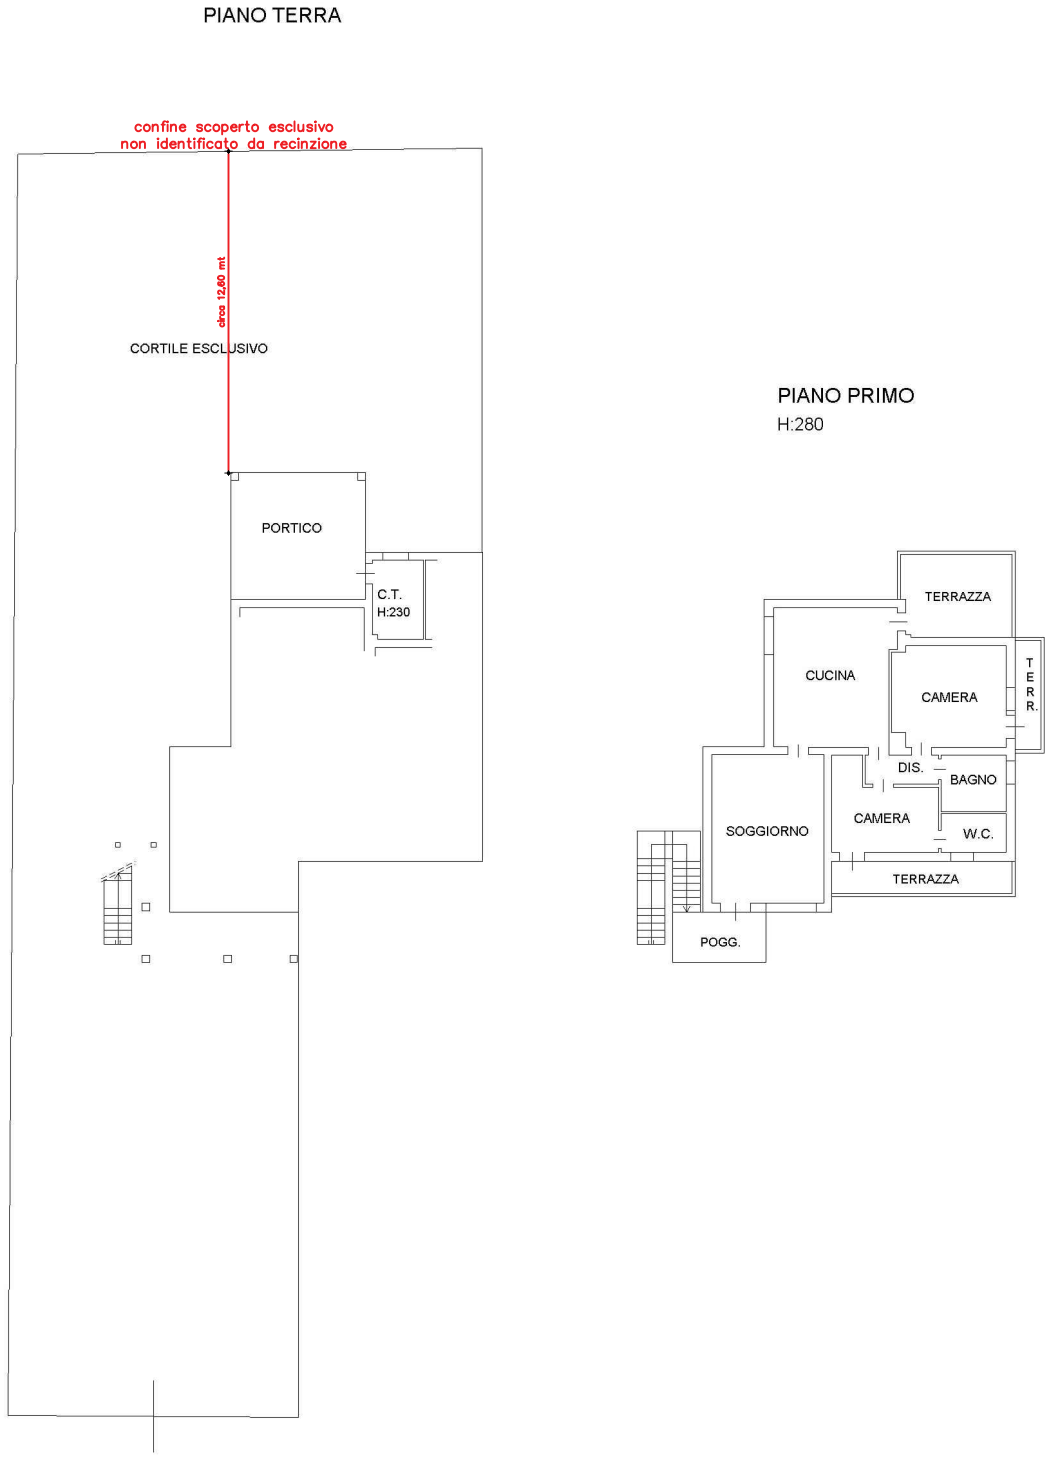 PIANO TERRA
confine scoperto esclusivo
non identificato da recinzione
circa 12,60 mt
CORTILE ESCLUSIVO
PORTICO
C.T.
H:230
PIANO PRIMO
H:280
TERRAZZA
TERR.
CUCINA
CAMERA
DIS.
BAGNO
CAMERA
SOGGIORNO
W.C.
TERRAZZA
POGG.